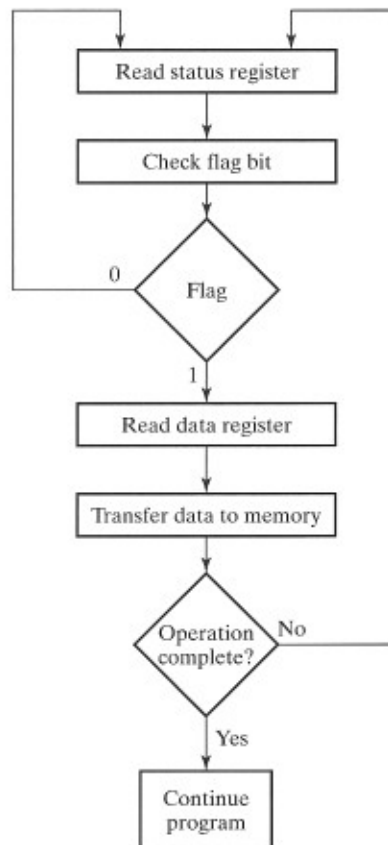 Read status register
Check flag bit
0
Flag
1
Read data register
Transfer data to memory
Operation
complete?
No
Yes
Continue
program